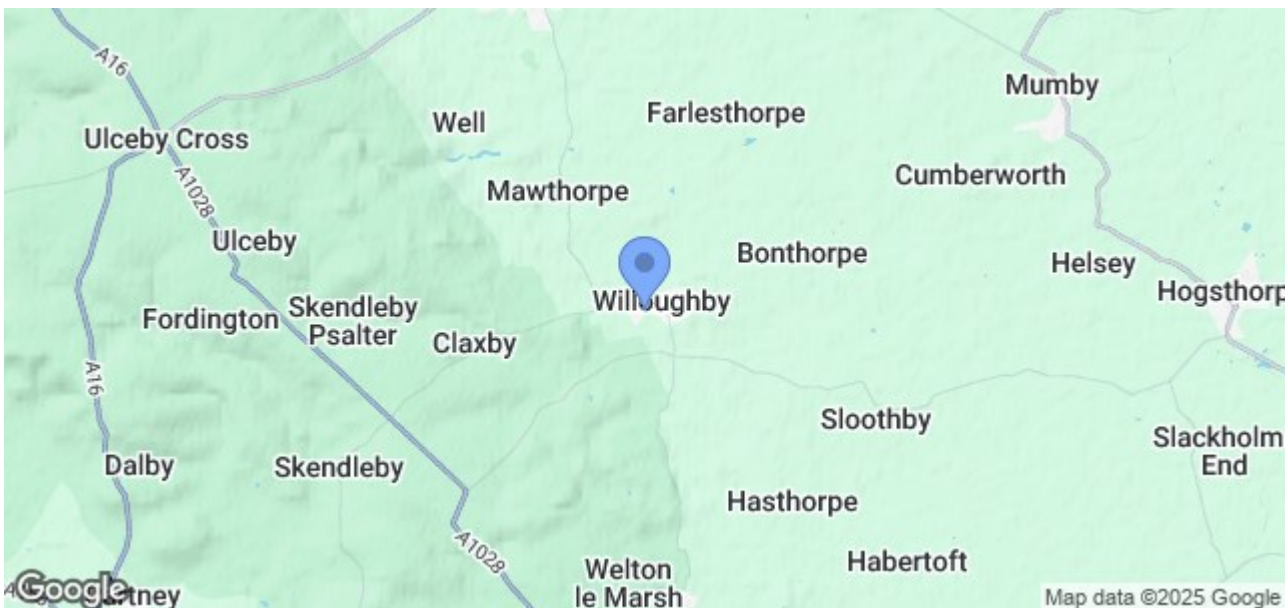 A16
Mumby
Well
Farlesthorpe
Ulceby Cross
Cumberworth
A1028
Mawthorpe
Ulceby
Bonthorpe
Helsey
Hogsthorp
Willoughby
Skendleby
Psalter
Fordington
Claxby
A16
Sloothby
Slackholm
End
Dalby
Skendleby
Hasthorpe
A1028
Habertoft
Welton
le Marsh
Google
artney
Map data ©2025 Google